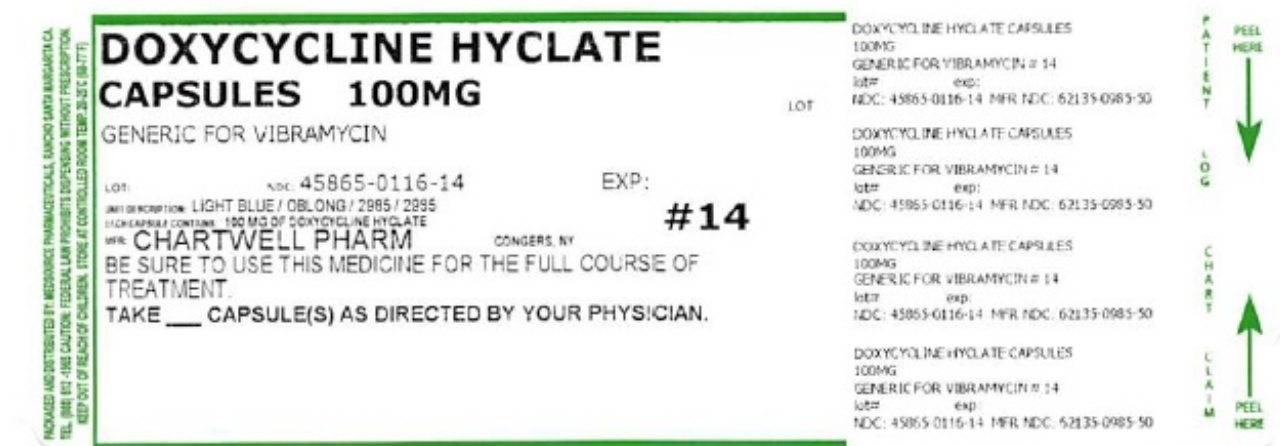 PACKAGED AND DISTRIBUTED BY: MEDSOURCE PHARMACEUTICALS, RANCHO SANTA MARGARITA CA.
TEL. (800) 812 -1968 CAUTION: FEDERAL LAW PROHIBITS DISPENSING WITHOUT PRESCRIPTION.
KEEP OUT OF REACH OF CHILDREN. STORE AT CONTROLLED ROOM TEMP. 20-25°C (68-77°F)
DOXYCYCLINE HYCLATE
CAPSULES 100MG
LOT
GENERIC FOR VIBRAMYCIN
LOT: NDC: 45865-0116-14 EXP:
DESCRIPTION: LIGHT BLUE / OBLONG / 2985 / 2985
EACH CAPSULE CONTAINS: 100 MG OF DOXYCYCLINE HYCLATE
#14
MFR: CHARTWELL PHARM CONGERS, NY
BE SURE TO USE THIS MEDICINE FOR THE FULL COURSE OF
TREATMENT.
TAKE ___ CAPSULE(S) AS DIRECTED BY YOUR PHYSICIAN.
DOXYCYCLINE HYCLATE CAPSULES
100MG
GENERIC FOR VIBRAMYCIN # 14
lot# exp:
NDC: 45865-0116-14 MFR NDC: 62135-0985-50
DOXYCYCLINE HYCLATE CAPSULES
100MG
GENERIC FOR VIBRAMYCIN # 14
lot# exp:
NDC: 45865-0116-14 MFR NDC: 62135-0985-50
DOXYCYCLINE HYCLATE CAPSULES
100MG
GENERIC FOR VIBRAMYCIN # 14
lot# exp:
NDC: 45865-0116-14 MFR NDC: 62135-0985-50
DOXYCYCLINE HYCLATE CAPSULES
100MG
GENERIC FOR VIBRAMYCIN # 14
lot# exp:
NDC: 45865-0116-14 MFR NDC: 62135-0985-50
PATIENT LOG CHART CLAIM
PEEL
HERE
PEEL
HERE